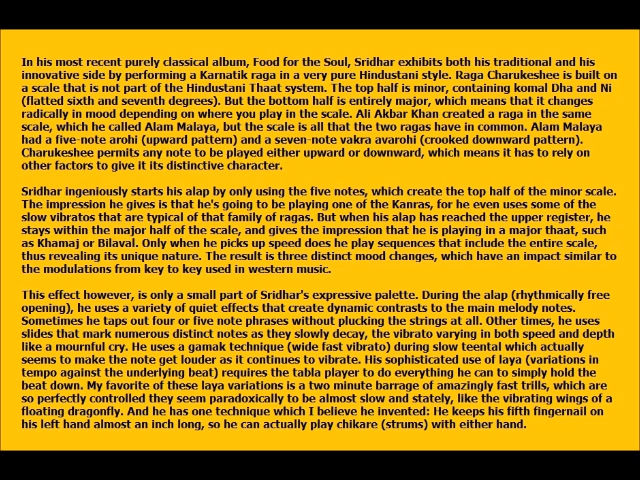 In his most recent purely classical album, Food for the Soul, Sridhar exhibits both his traditional and his
innovative side by performing a Karnatik raga in a very pure Hindustani style. Raga Charukeshee is built on
a scale that is not part of the Hindustani Thaat system. The top half is minor, containing komal Dha and Ni
(flatted sixth and seventh degrees). But the bottom half is entirely major, which means that it changes
radically in mood depending on where you play in the scale. Ali Akbar Khan created a raga in the same
scale, which he called Alam Malaya, but the scale is all that the two ragas have in common. Alam Malaya
had a five-note arohi (upward pattern) and a seven-note vakra avarohi (crooked downward pattern).
Charukeshee permits any note to be played either upward or downward, which means it has to rely on
other factors to give it its distinctive character.

Sridhar ingeniously starts his alap by only using the five notes, which create the top half of the minor scale.
The impression he gives is that he's going to be playing one of the Kanras, for he even uses some of the
slow vibratos that are typical of that family of ragas. But when his alap has reached the upper register, he
stays within the major half of the scale, and gives the impression that he is playing in a major thaat, such
as Khamaj or Bilaval. Only when he picks up speed does he play sequences that include the entire scale,
thus revealing its unique nature. The result is three distinct mood changes, which have an impact similar to
the modulations from key to key used in western music.

This effect however, is only a small part of Sridhar's expressive palette. During the alap (rhythmically free
opening), he uses a variety of quiet effects that create dynamic contrasts to the main melody notes.
Sometimes he taps out four or five note phrases without plucking the strings at all. Other times, he uses
slides that mark numerous distinct notes as they slowly decay, the vibrato varying in both speed and depth
like a mournful cry. He uses a gamak technique (wide fast vibrato) during slow teental which actually
seems to make the note get louder as it continues to vibrate. His sophisticated use of laya (variations in
tempo against the underlying beat) requires the tabla player to do everything he can to simply hold the
beat down. My favorite of these laya variations is a two minute barrage of amazingly fast trills, which are
so perfectly controlled they seem paradoxically to be almost slow and stately, like the vibrating wings of a
floating dragonfly. And he has one technique which I believe he invented: He keeps his fifth fingernail on
his left hand almost an inch long, so he can actually play chikare (strums) with either hand.